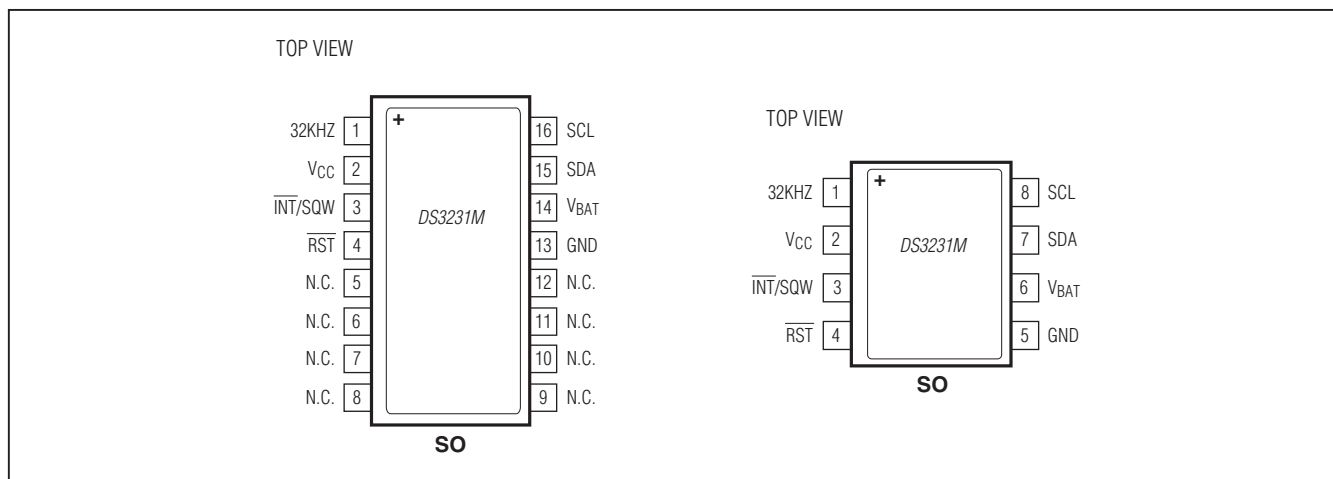 TOP VIEW
32KHZ 1 + 16 SCL
VCC 2 15 SDA
INT/SQW 3 DS3231M 14 VBAT
RST 4 13 GND
N.C. 5 12 N.C.
N.C. 6 11 N.C.
N.C. 7 10 N.C.
N.C. 8 9 N.C.
SO
TOP VIEW
32KHZ 1 + 8 SCL
VCC 2 DS3231M 7 SDA
INT/SQW 3 6 VBAT
RST 4 5 GND
SO